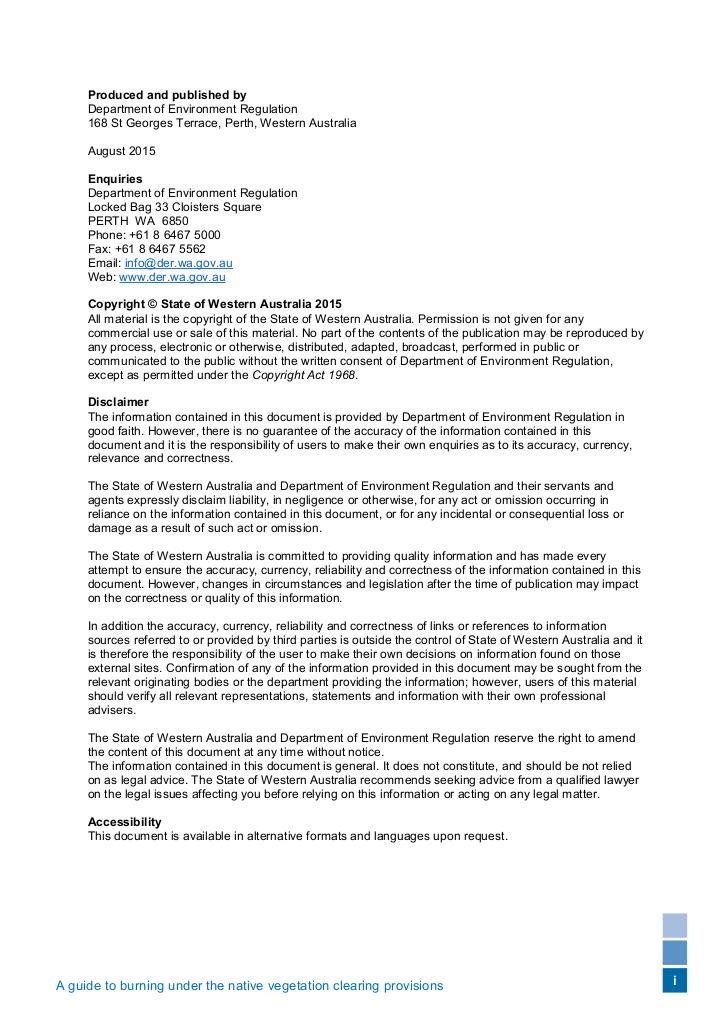 Produced and published by
Department of Environment Regulation
168 St Georges Terrace, Perth, Western Australia
August 2015
Enquiries
Department of Environment Regulation
Locked Bag 33 Cloisters Square
PERTH WA 6850
Phone: +61 8 6467 5000
Fax: +61 8 6467 5562
Email: info@der.wa.gov.au
Web: www.der.wa.gov.au
Copyright © State of Western Australia 2015
All material is the copyright of the State of Western Australia. Permission is not given for any
commercial use or sale of this material. No part of the contents of the publication may be reproduced by
any process, electronic or otherwise, distributed, adapted, broadcast, performed in public or
communicated to the public without the written consent of Department of Environment Regulation,
except as permitted under the Copyright Act 1968.
Disclaimer
The information contained in this document is provided by Department of Environment Regulation in
good faith. However, there is no guarantee of the accuracy of the information contained in this
document and it is the responsibility of users to make their own enquiries as to its accuracy, currency,
relevance and correctness.
The State of Western Australia and Department of Environment Regulation and their servants and
agents expressly disclaim liability, in negligence or otherwise, for any act or omission occurring in
reliance on the information contained in this document, or for any incidental or consequential loss or
damage as a result of such act or omission.
The State of Western Australia is committed to providing quality information and has made every
attempt to ensure the accuracy, currency, reliability and correctness of the information contained in this
document. However, changes in circumstances and legislation after the time of publication may impact
on the correctness or quality of this information.
In addition the accuracy, currency, reliability and correctness of links or references to information
sources referred to or provided by third parties is outside the control of State of Western Australia and it
is therefore the responsibility of the user to make their own decisions on information found on those
external sites. Confirmation of any of the information provided in this document may be sought from the
relevant originating bodies or the department providing the information; however, users of this material
should verify all relevant representations, statements and information with their own professional
advisers.
The State of Western Australia and Department of Environment Regulation reserve the right to amend
the content of this document at any time without notice.
The information contained in this document is general. It does not constitute, and should be not relied
on as legal advice. The State of Western Australia recommends seeking advice from a qualified lawyer
on the legal issues affecting you before relying on this information or acting on any legal matter.
Accessibility
This document is available in alternative formats and languages upon request.
A guide to burning under the native vegetation clearing provisions
i